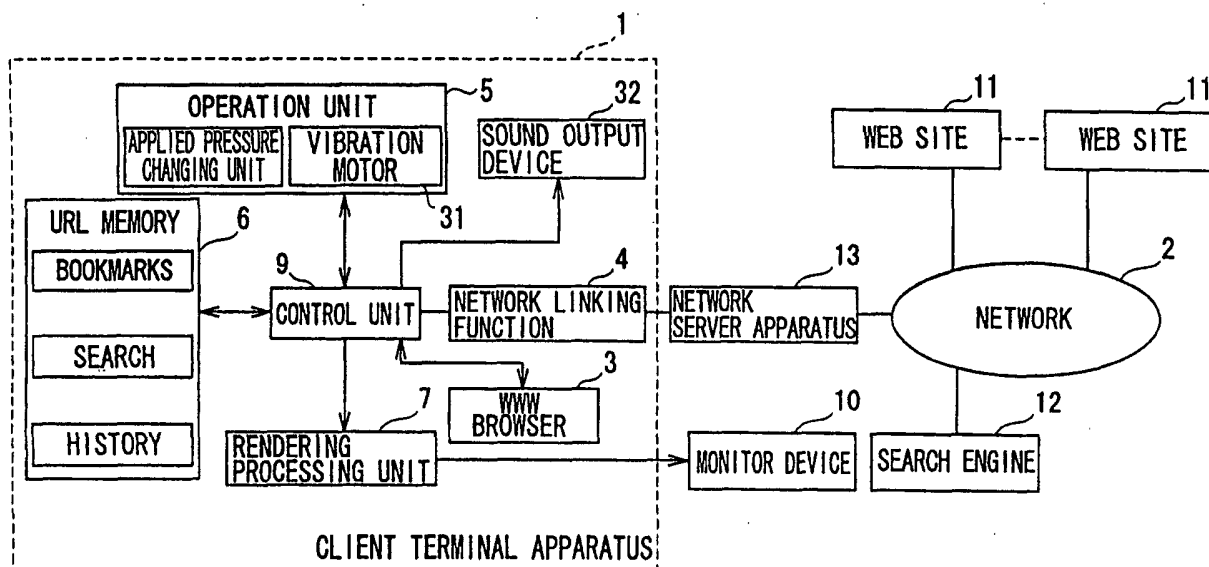 1
OPERATION UNIT
5
APPLIED PRESSURE
CHANGING UNIT
VIBRATION
MOTOR
31
32
SOUND OUTPUT
DEVICE
11
WEB SITE
11
WEB SITE
URL MEMORY
6
BOOKMARKS
SEARCH
HISTORY
9
CONTROL UNIT
4
NETWORK LINKING
FUNCTION
13
NETWORK
SERVER APPARATUS
2
NETWORK
3
WWW
BROWSER
7
RENDERING
PROCESSING UNIT
10
MONITOR DEVICE
12
SEARCH ENGINE
CLIENT TERMINAL APPARATUS